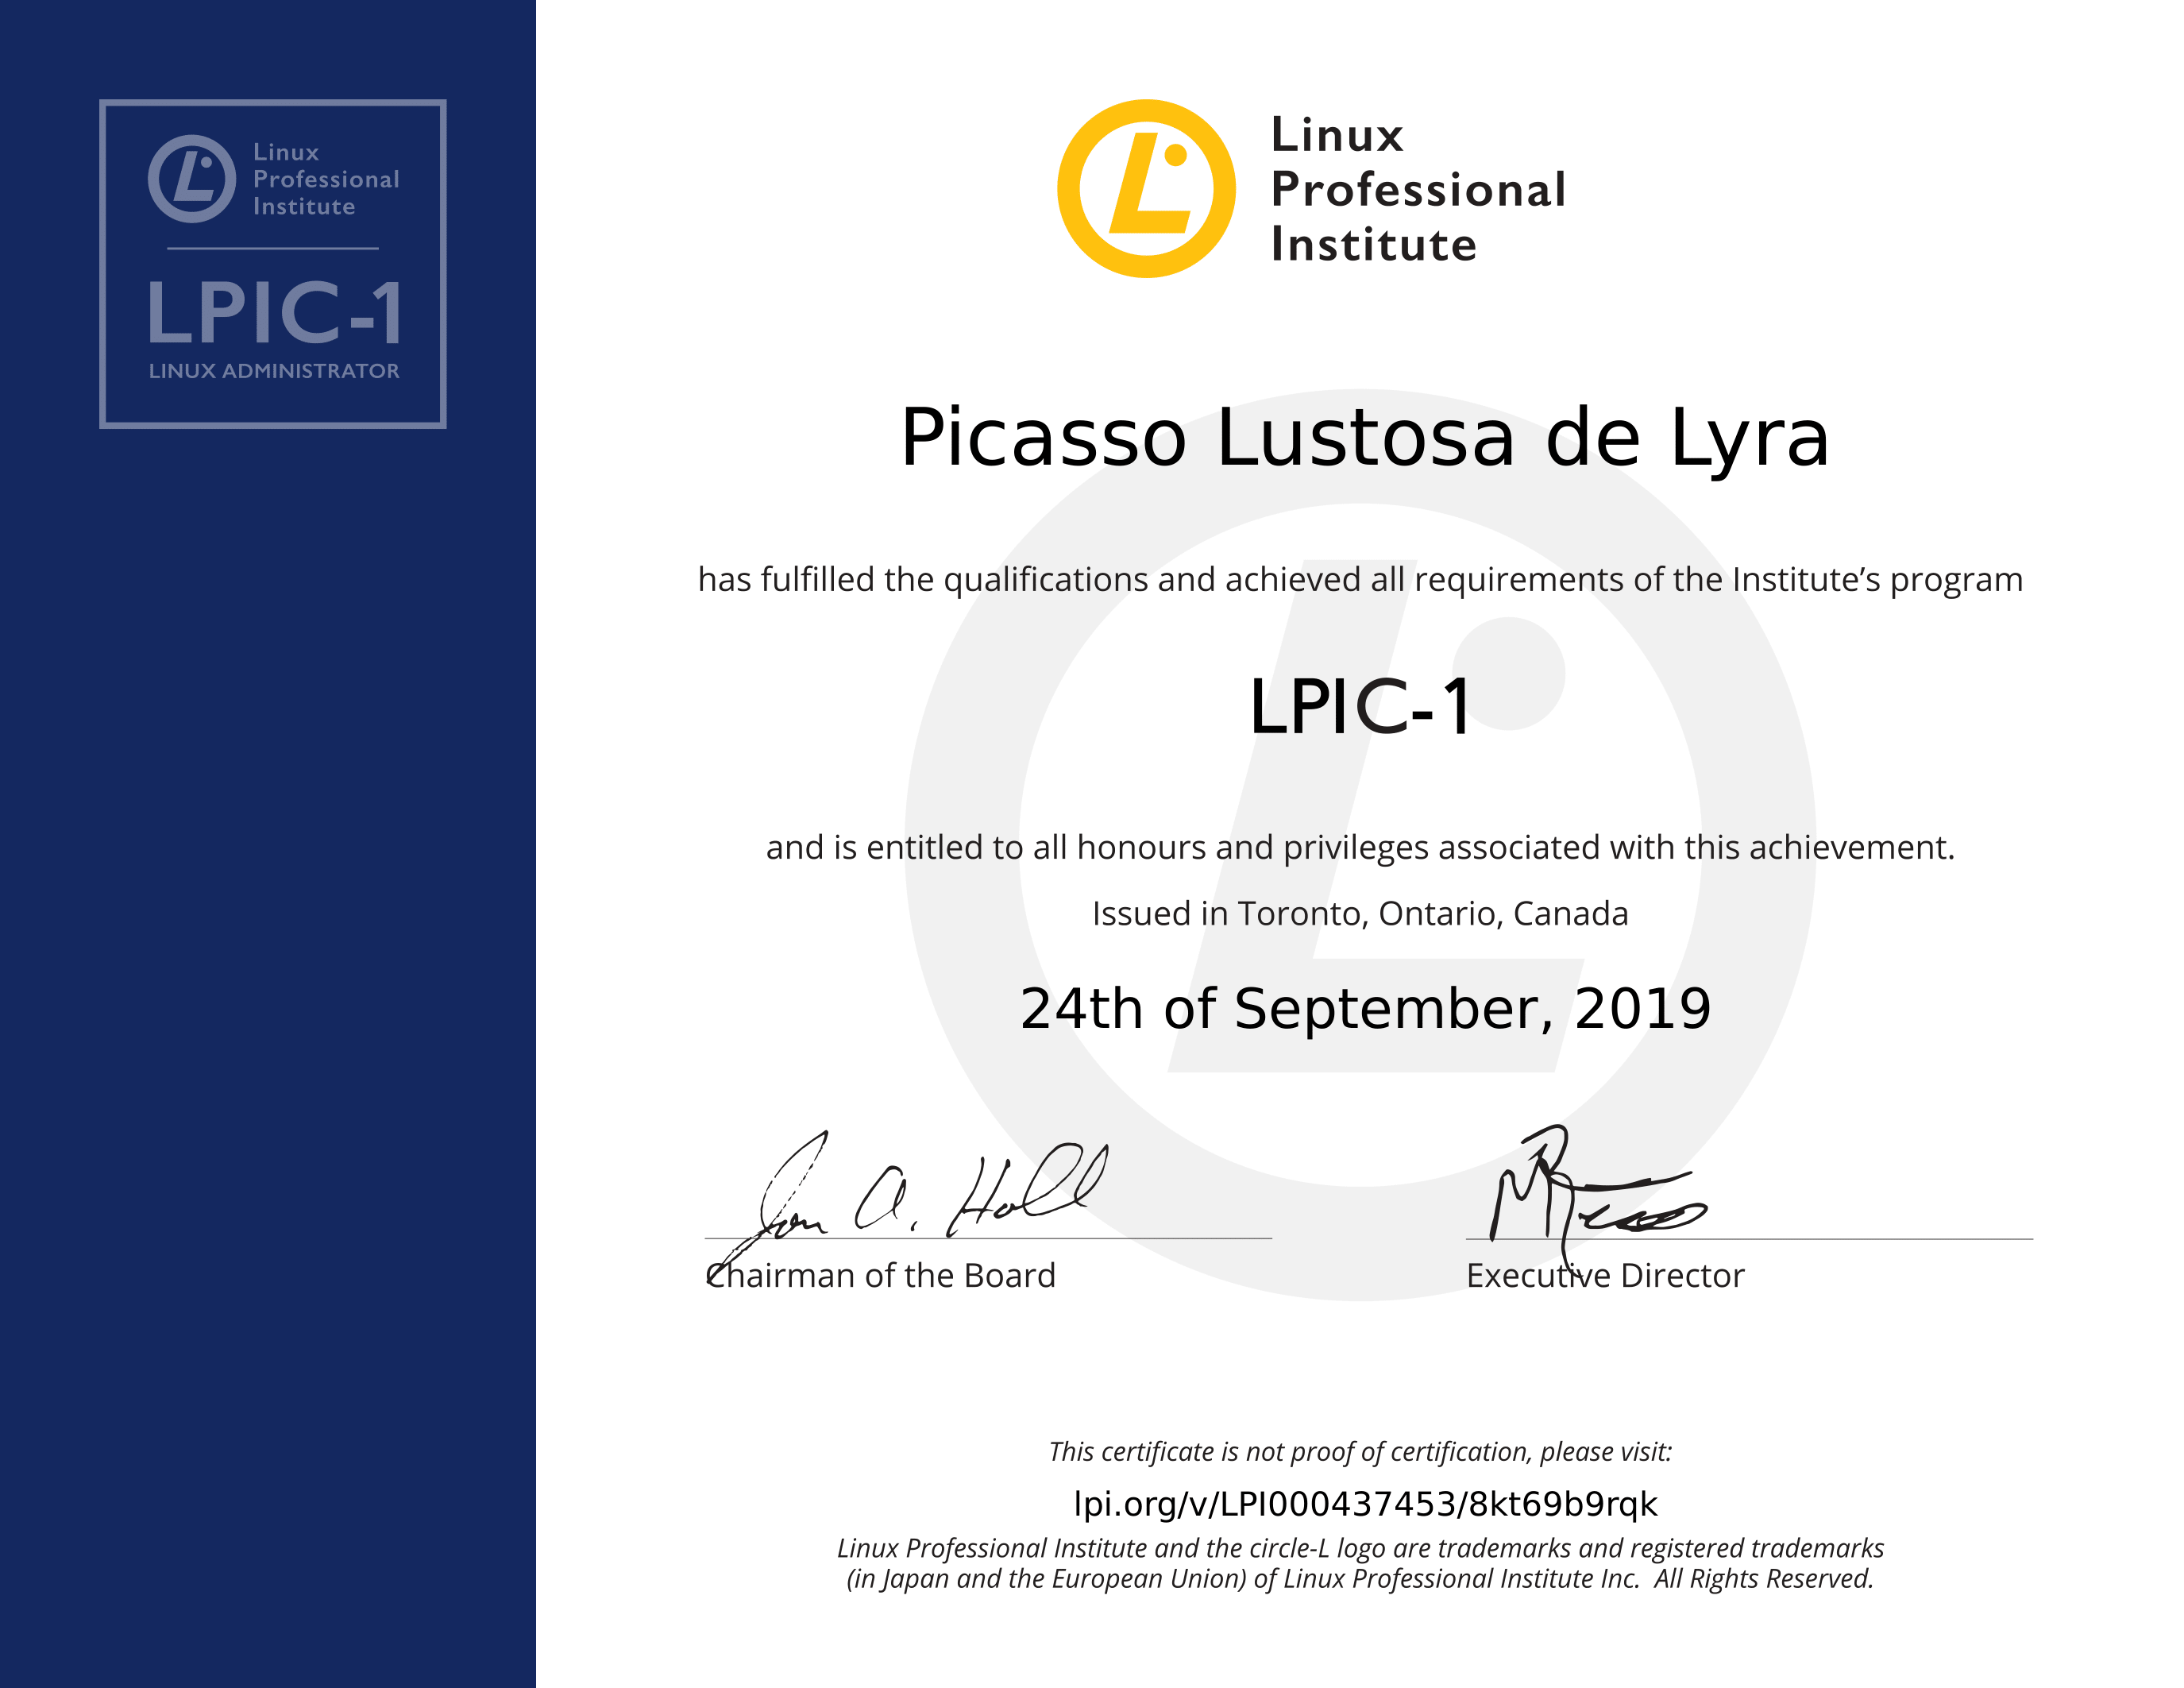 Linux
Professional
Institute
LPIC-1
LINUX ADMINISTRATOR
Linux
Professional
Institute
Picasso Lustosa de Lyra
has fulfilled the qualifications and achieved all requirements of the Institute’s program
LPIC-1
and is entitled to all honours and privileges associated with this achievement.
Issued in Toronto, Ontario, Canada
24th of September, 2019
Jon A. Hall
Chairman of the Board
Executive Director
This certificate is not proof of certification, please visit:
lpi.org/v/LPI000437453/8kt69b9rqk
Linux Professional Institute and the circle-L logo are trademarks and registered trademarks
(in Japan and the European Union) of Linux Professional Institute Inc.  All Rights Reserved.